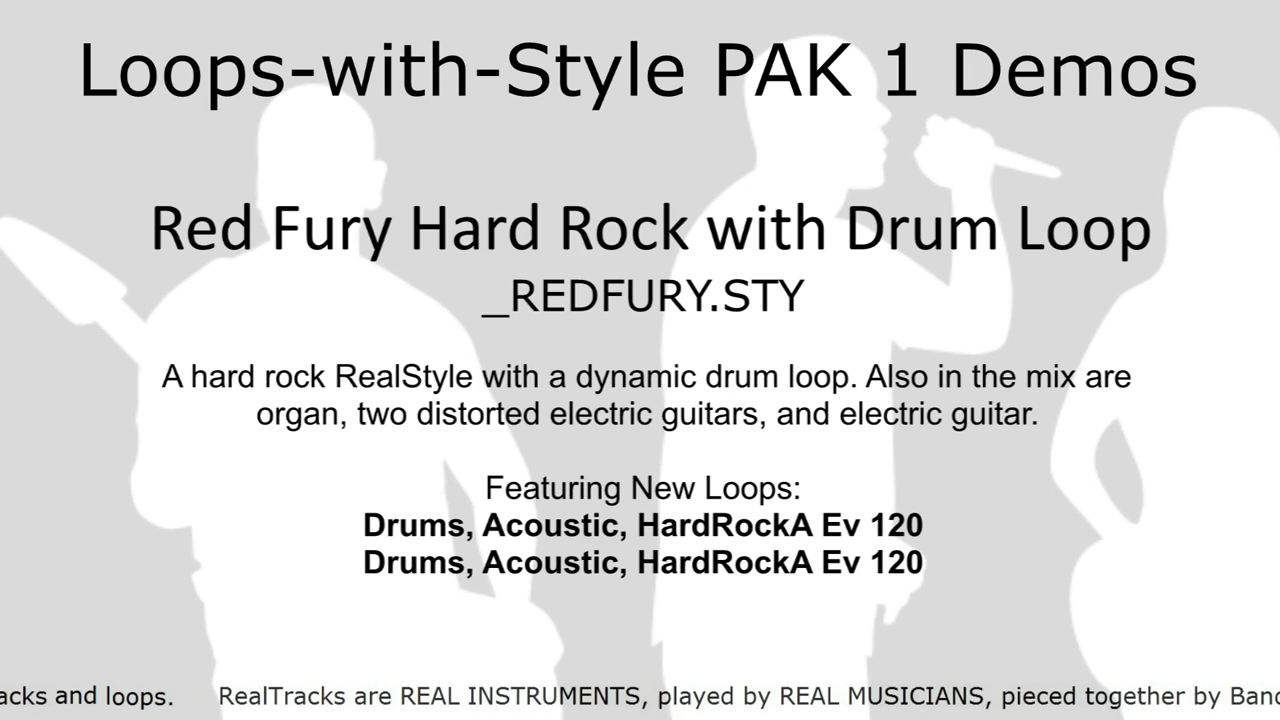 Loops-with-Style PAK 1 Demos
Red Fury Hard Rock with Drum Loop
_REDFURY.STY
A hard rock RealStyle with a dynamic drum loop. Also in the mix are
organ, two distorted electric guitars, and electric guitar.
Featuring New Loops:
Drums, Acoustic, HardRockA Ev 120
Drums, Acoustic, HardRockA Ev 120
and loops. RealTracks are REAL INSTRUMENTS, played by REAL MUSICIANS, pieced together by